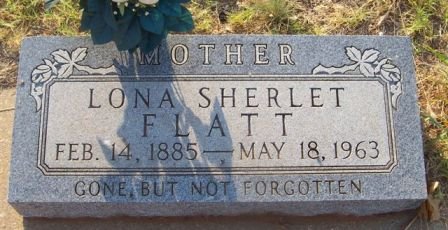 MOTHER
LONA SHERLET
FLATT
FEB. 14, 1885 — MAY 18, 1963
GONE, BUT NOT FORGOTTEN